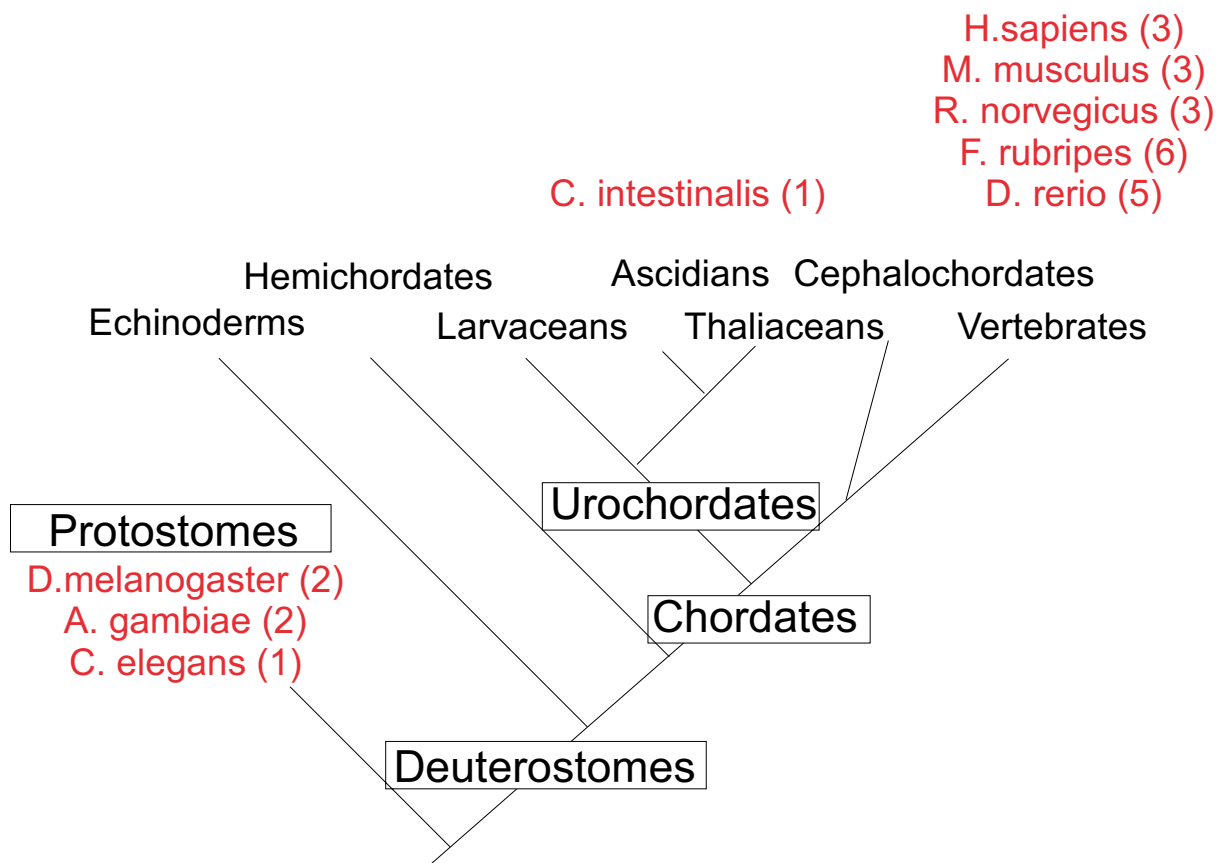 H.sapiens (3)
M. musculus (3)
R. norvegicus (3)
F. rubripes (6)
C. intestinalis (1)
D. rerio (5)
Hemichordates
Ascidians
Cephalochordates
Echinoderms
Larvaceans
Thaliaceans
Vertebrates
Urochordates
Protostomes
D.melanogaster (2)
A. gambiae (2)
C. elegans (1)
Chordates
Deuterostomes